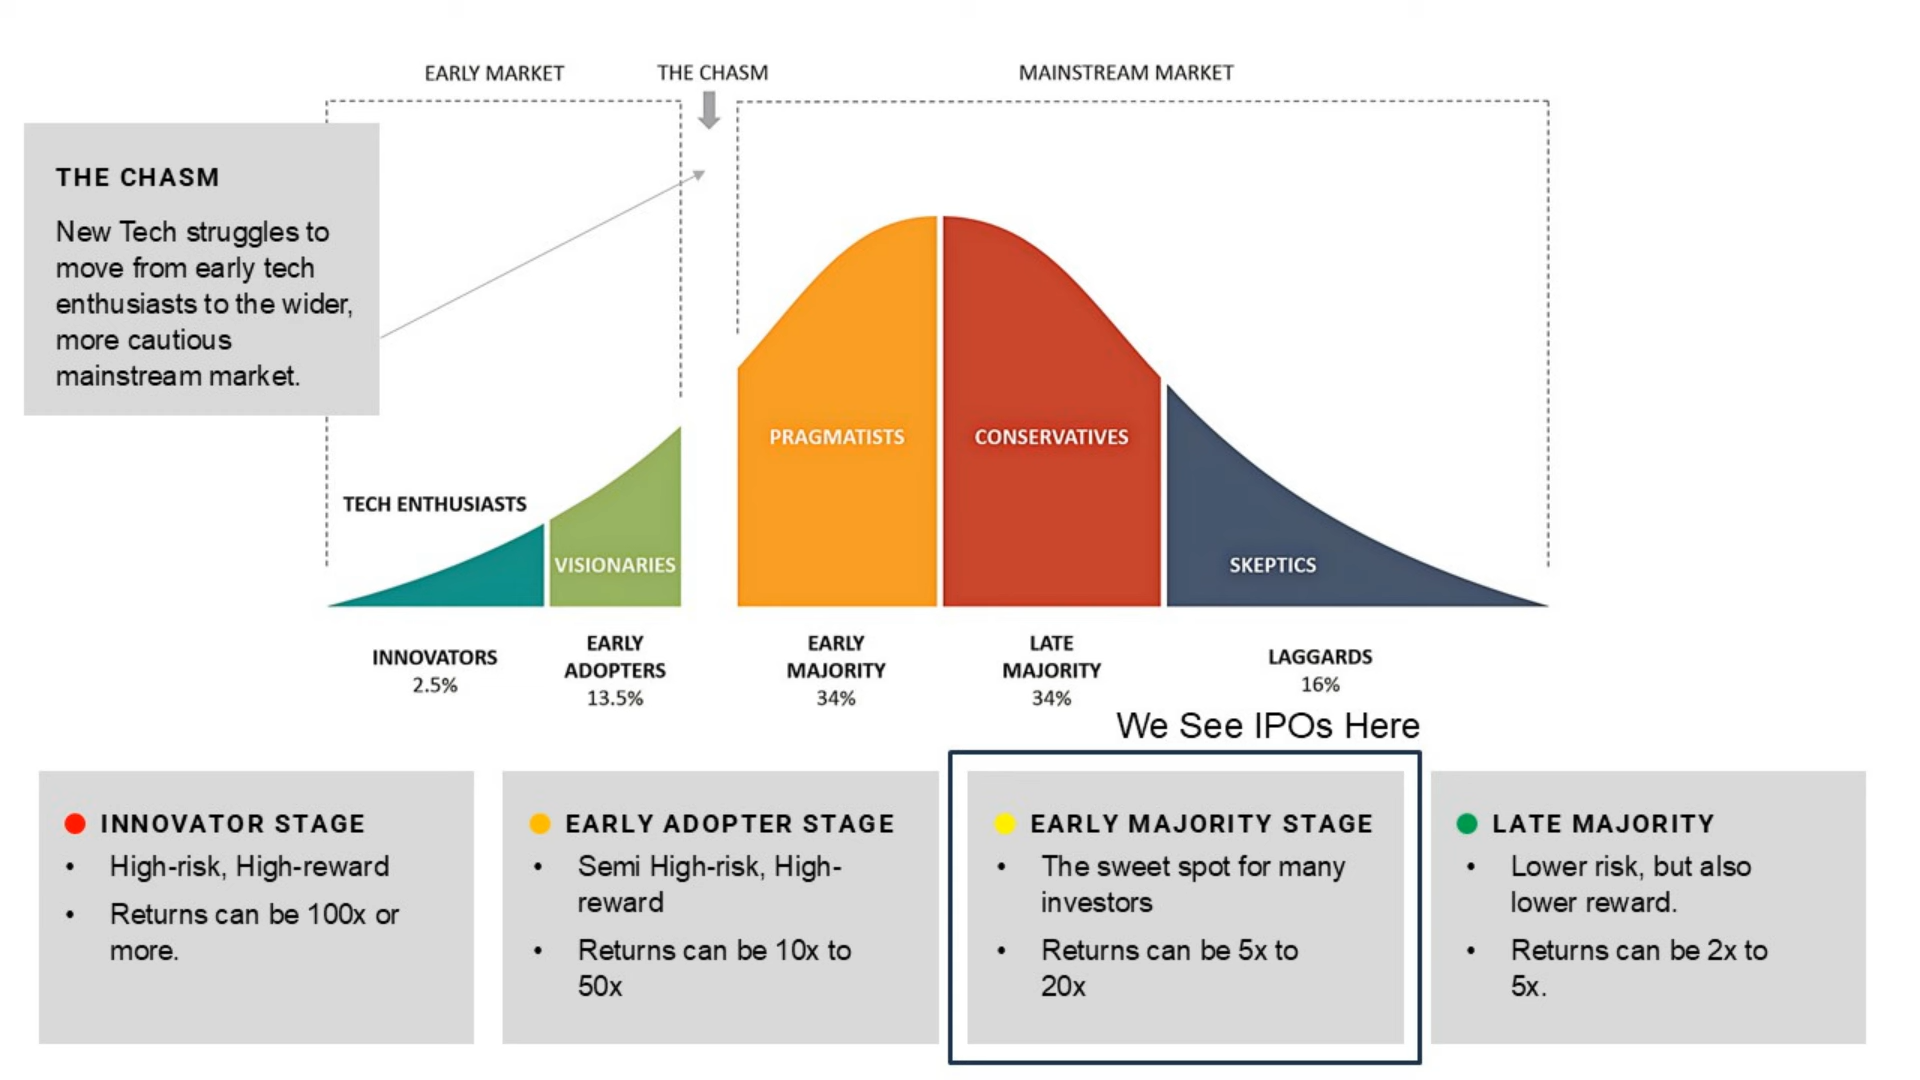 EARLY MARKET
THE CHASM
MAINSTREAM MARKET
THE CHASM
New Tech struggles to
move from early tech
enthusiasts to the wider,
more cautious
mainstream market.
TECH ENTHUSIASTS
VISIONARIES
PRAGMATISTS
CONSERVATIVES
SKEPTICS
INNOVATORS
2.5%
EARLY
ADOPTERS
13.5%
EARLY
MAJORITY
34%
LATE
MAJORITY
34%
LAGGARDS
16%
We See IPOs Here
INNOVATOR STAGE
• High-risk, High-reward
• Returns can be 100x or
more.
EARLY ADOPTER STAGE
• Semi High-risk, High-
reward
• Returns can be 10x to
50x
EARLY MAJORITY STAGE
• The sweet spot for many
investors
• Returns can be 5x to
20x
LATE MAJORITY
• Lower risk, but also
lower reward.
• Returns can be 2x to
5x.